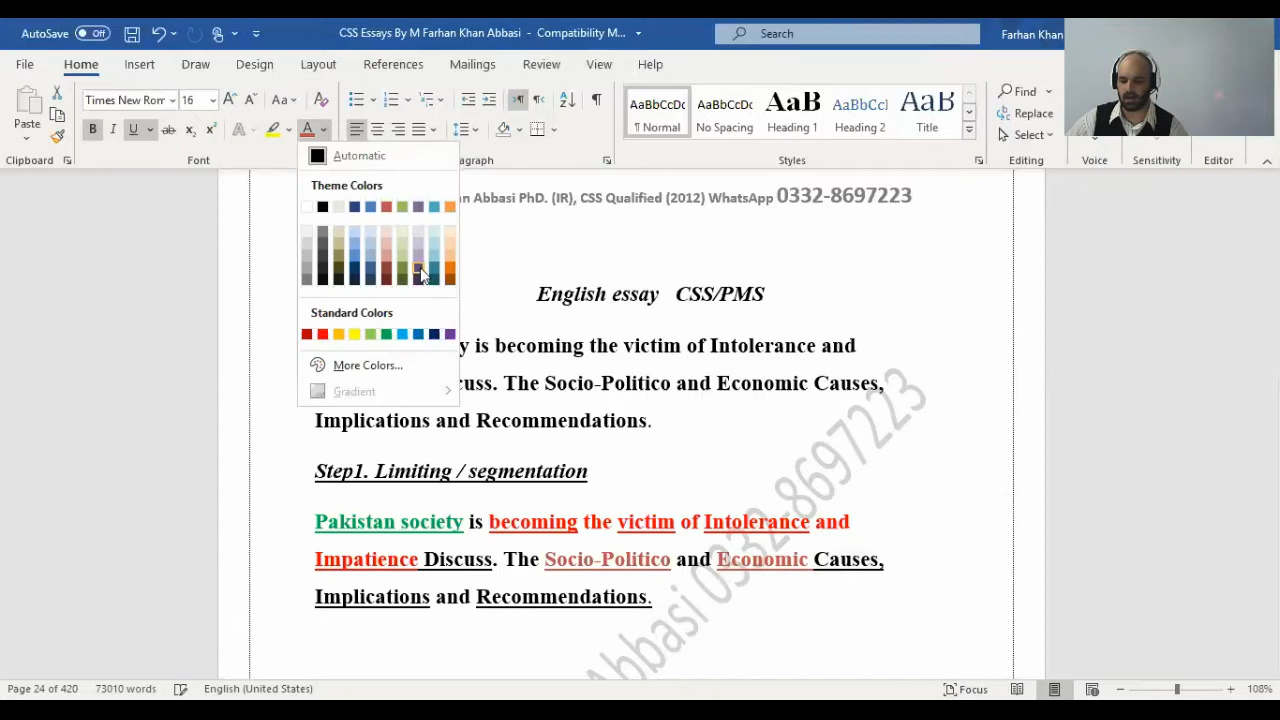 AutoSave Off CSS Essays By M Farhan Khan Abbasi - Compatibility M... Search Farhan Khan
File Home Insert Draw Design Layout References Mailings Review View Help
Paste Times New Rom 16 A A Aa A
B I U ab x₂ x² A A
Clipboard Font Paragraph Styles Editing Voice Sensitivity Editor
AaBbCcDc AaBbCcDc AaB AaBbCcI AaB
¶ Normal No Spacing Heading 1 Heading 2 Title
Find
Replace
Select
Automatic
Theme Colors
Standard Colors
More Colors...
Gradient
n Abbasi PhD. (IR), CSS Qualified (2012) WhatsApp 0332-8697223
English essay CSS/PMS
y is becoming the victim of Intolerance and
cuss. The Socio-Politico and Economic Causes,
Implications and Recommendations.
Step1. Limiting / segmentation
Pakistan society is becoming the victim of Intolerance and
Impatience Discuss. The Socio-Politico and Economic Causes,
Implications and Recommendations.
Abbasi 0332-8697223
Page 24 of 420 73010 words English (United States) Focus 108%